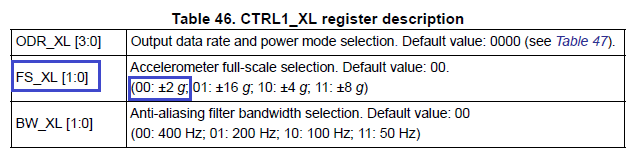 Table 46. CTRL1_XL register description
ODR_XL [3:0] Output data rate and power mode selection. Default value: 0000 (see Table 47).
Accelerometer full-scale selection. Default value: 00.
FS_XL [1:0]
(00: ±2 g; 01: ±16 g; 10: ±4 g; 11: ±8 g)
Anti-aliasing filter bandwidth selection. Default value: 00
BW_XL [1:0]
(00: 400 Hz; 01: 200 Hz; 10: 100 Hz; 11: 50 Hz)